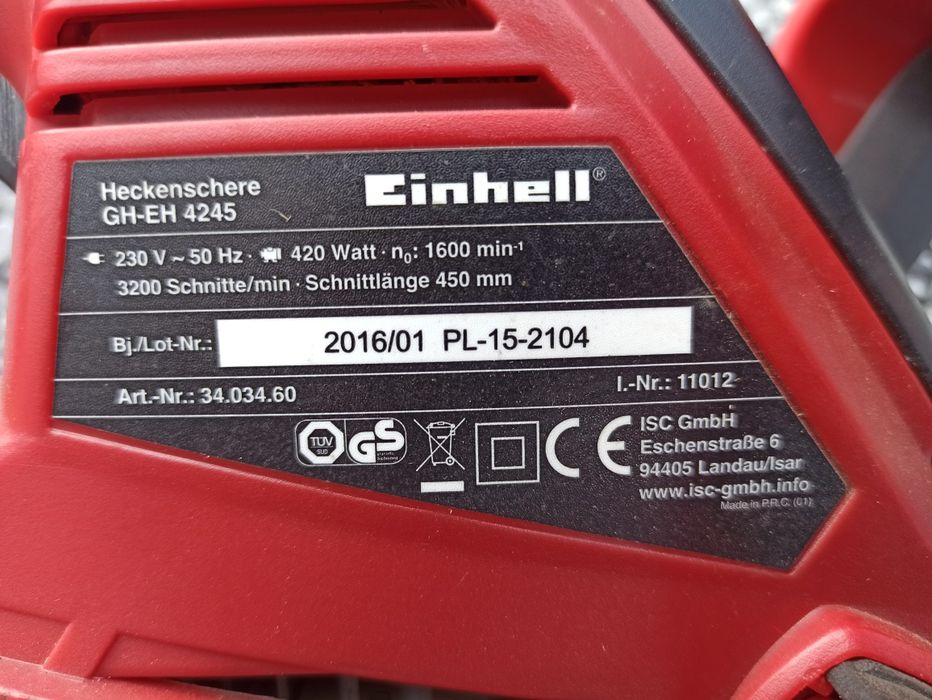 Heckenschere
GH-EH 4245
Einhell®
230 V ~ 50 Hz · 420 Watt · n₀: 1600 min⁻¹
3200 Schnitte/min · Schnittlänge 450 mm
Bj./Lot-Nr.: 2016/01 PL-15-2104
Art.-Nr.: 34.034.60
I.-Nr.: 11012
TÜV
SÜD
GS
CE
ISC GmbH
Eschenstraße 6
94405 Landau/Isar
www.isc-gmbh.info
Made in P.R.C. (01)